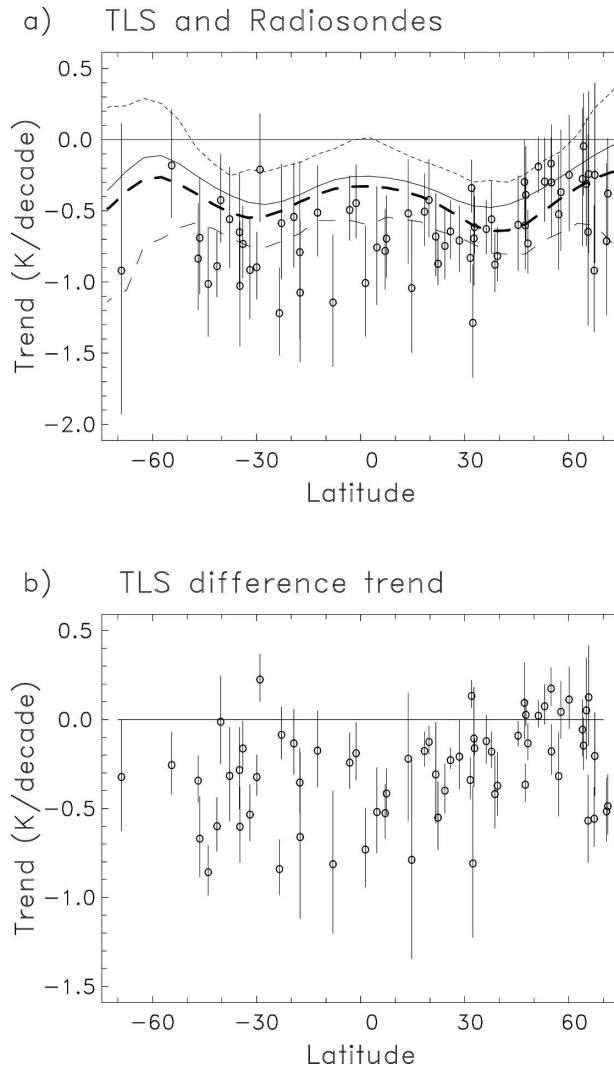 a) TLS and Radiosondes
0.5
0.0
−0.5
−1.0
−1.5
−2.0
Trend (K/decade)
−60 −30 0 30 60
Latitude
b) TLS difference trend
0.5
0.0
−0.5
−1.0
−1.5
Trend (K/decade)
−60 −30 0 30 60
Latitude